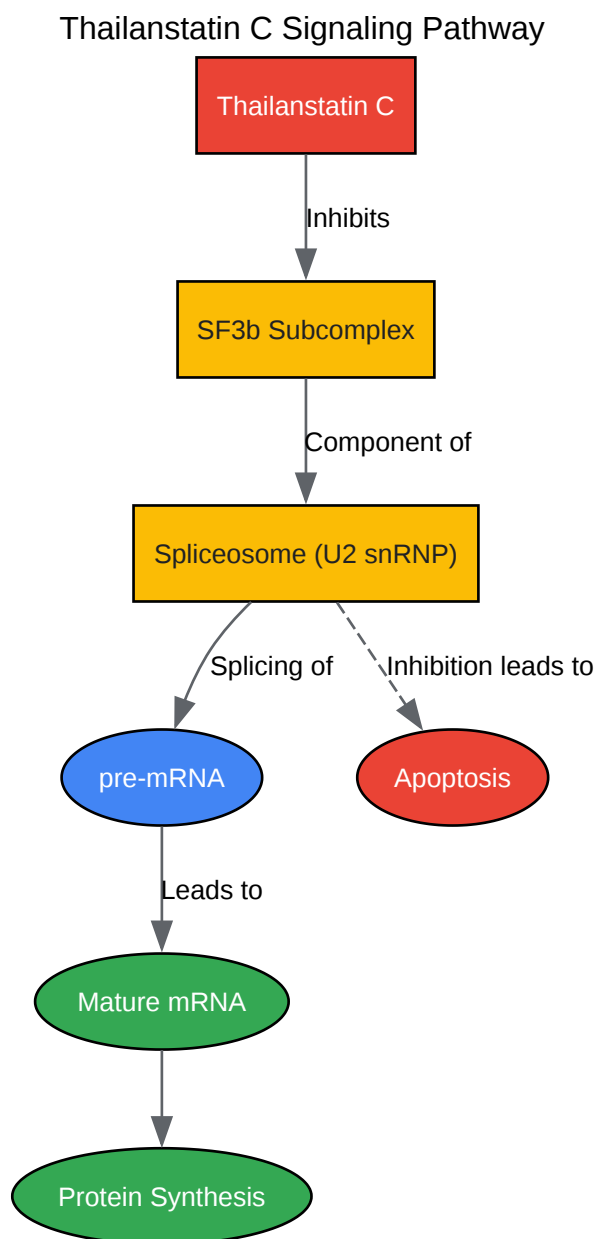 Thailanstatin C Signaling Pathway
Thailanstatin C
Inhibits
SF3b Subcomplex
Component of
Spliceosome (U2 snRNP)
Splicing of
Inhibition leads to
pre-mRNA
Apoptosis
Leads to
Mature mRNA
Protein Synthesis